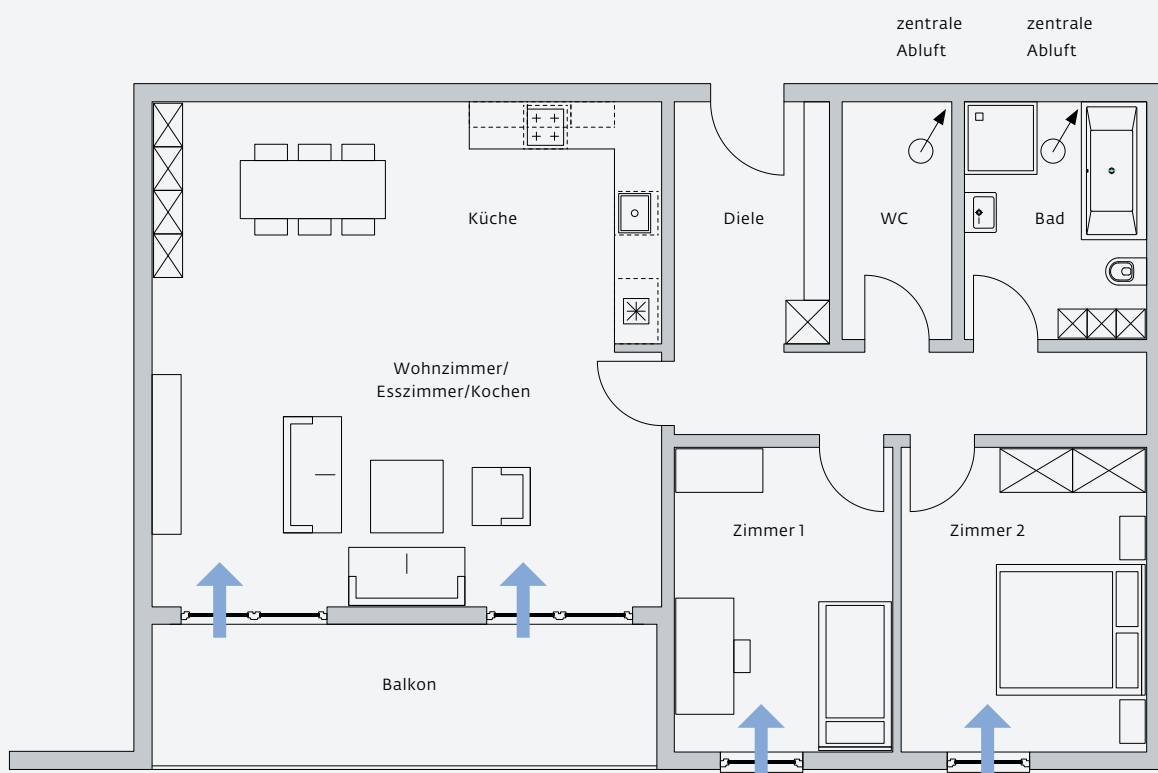 zentrale
Abluft
zentrale
Abluft
Küche
Diele
WC
Bad
Wohnzimmer/
Esszimmer/Kochen
Zimmer 1
Zimmer 2
Balkon